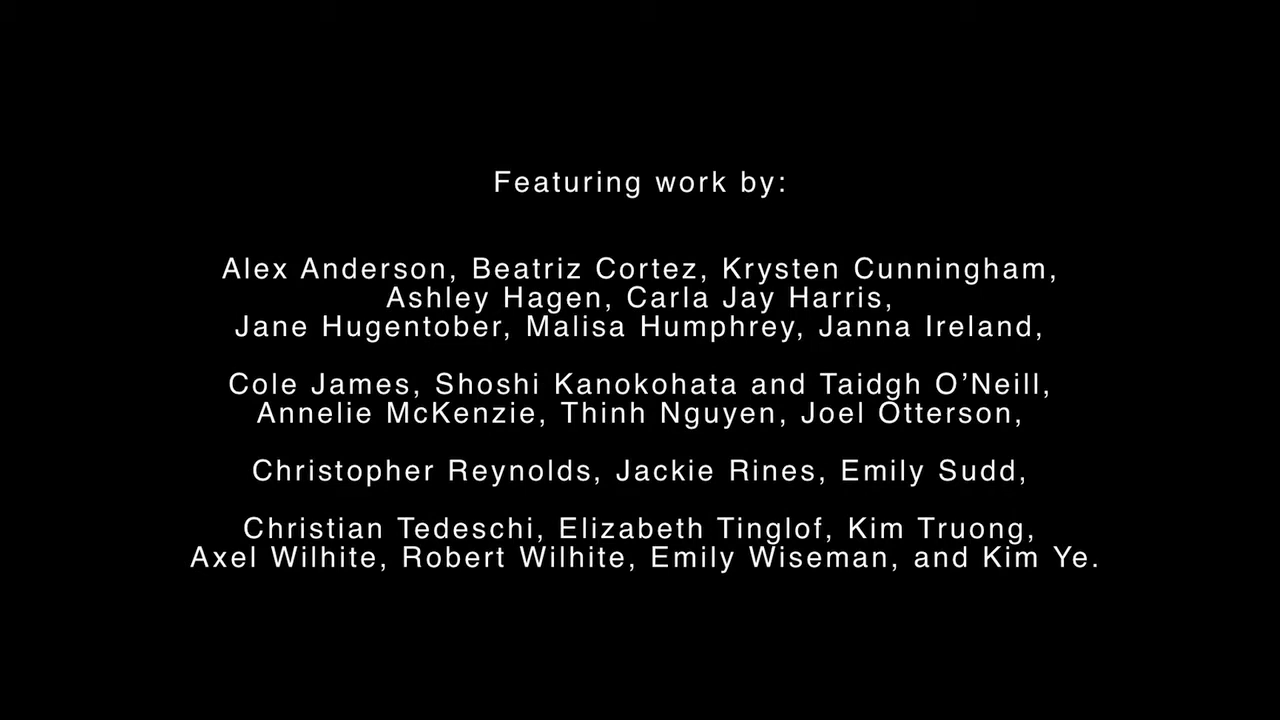 Featuring work by:
Alex Anderson, Beatriz Cortez, Krysten Cunningham,
Ashley Hagen, Carla Jay Harris,
Jane Hugentober, Malisa Humphrey, Janna Ireland,
Cole James, Shoshi Kanokohata and Taidgh O’Neill,
Annelie McKenzie, Thinh Nguyen, Joel Otterson,
Christopher Reynolds, Jackie Rines, Emily Sudd,
Christian Tedeschi, Elizabeth Tinglof, Kim Truong,
Axel Wilhite, Robert Wilhite, Emily Wiseman, and Kim Ye.